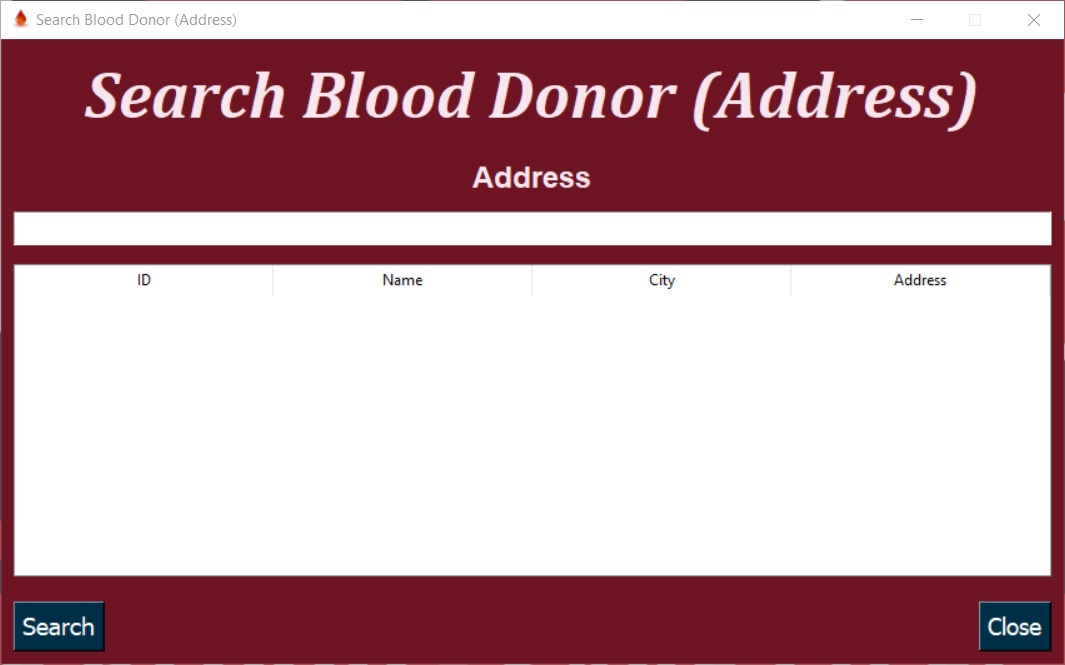 Search Blood Donor (Address)
Search Blood Donor (Address)
Address
ID Name City Address
Search Close